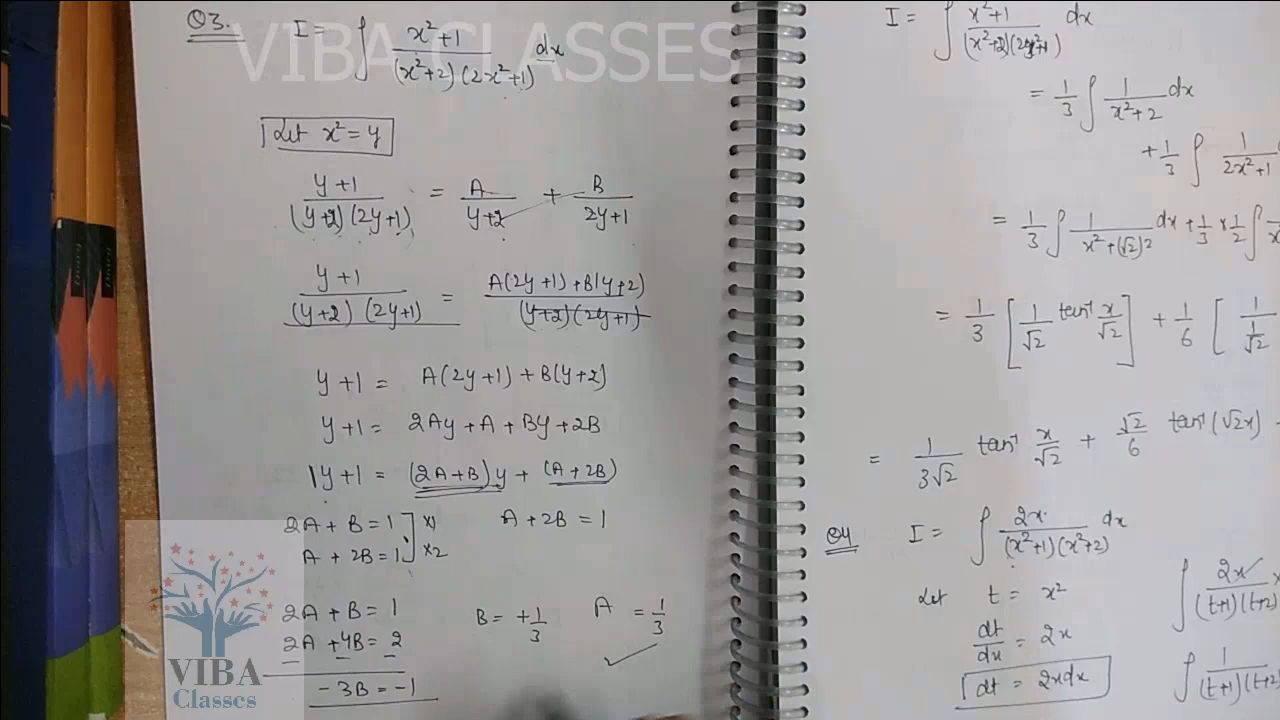 VIBA CLASSES
Q3. I = ∫ x²+1 / (x²+2)(2x²+1) dx
Let x² = y
y+1 / (y+2)(2y+1) = A / y+2 + B / 2y+1
y+1 / (y+2)(2y+1) = A(2y+1)+B(y+2) / (y+2)(2y+1)
y+1 = A(2y+1)+B(y+2)
y+1 = 2Ay+A+By+2B
1y+1 = (2A+B)y + (A+2B)
2A+B=1 ] ×1 A+2B=1
A+2B=1 ] ×2
2A+B=1 B=+1/3 A=1/3
2A+4B=2
-3B=-1
VIBA
Classes
I = ∫ x²+1 / (x²+2)(2x²+1) dx
= 1/3 ∫ 1 / x²+2 dx
+ 1/3 ∫ 1 / 2x²+1
= 1/3 ∫ 1 / x²+(√2)² dx + 1/3 × 1/2 ∫
= 1/3 [ 1/√2 tan⁻¹ x/√2 ] + 1/6 [ 1 / 1/√2
= 1/3√2 tan⁻¹ x/√2 + √2/6 tan⁻¹(√2x) +
Q4 I = ∫ 2x / (x²+1)(x²+2) dx
Let t = x² ∫ 2x / (t+1)(t+2) ×
dt/dx = 2x
dt = 2xdx ∫ 1 / (t+1)(t+2)